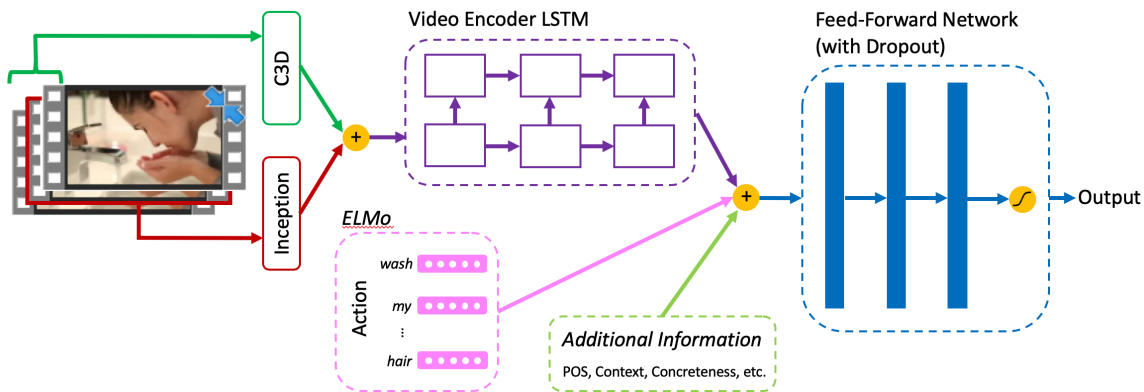 Video Encoder LSTM
Feed-Forward Network
(with Dropout)
C3D
+
Inception
+
Output
ELMo
Action
wash
my
...
hair
Additional Information
POS, Context, Concreteness, etc.